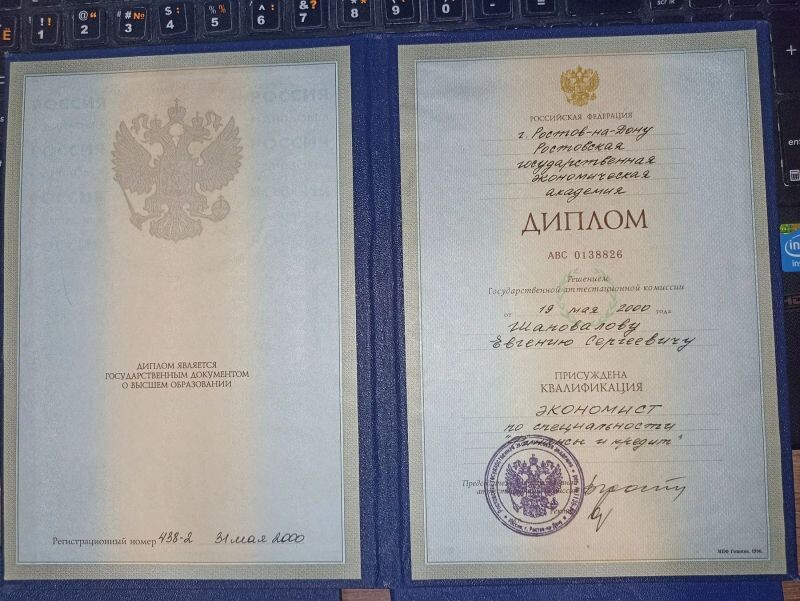 ДИПЛОМ ЯВЛЯЕТСЯ
ГОСУДАРСТВЕННЫМ ДОКУМЕНТОМ
О ВЫСШЕМ ОБРАЗОВАНИИ
Регистрационный номер 438-2 31 мая 2000
РОССИЙСКАЯ ФЕДЕРАЦИЯ
г. Ростов-на-Дону
Ростовская
государственная
экономическая
академия
ДИПЛОМ
АВС 0138826
Решением
Государственной аттестационной комиссии
от 19 мая 2000 года
Шаповалову
Евгению Сергеевичу
ПРИСУЖДЕНА
КВАЛИФИКАЦИЯ
ЭКОНОМИСТ
по специальности
и кредит"